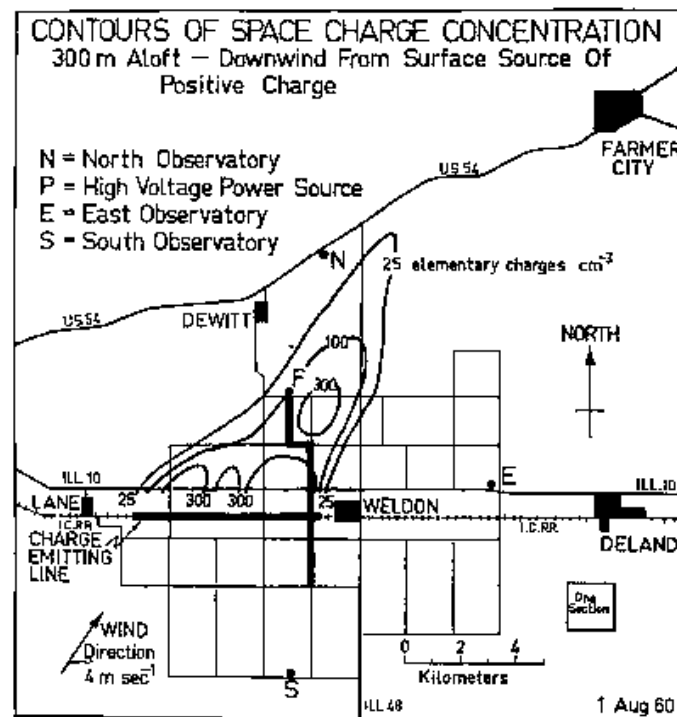 CONTOURS OF SPACE CHARGE CONCENTRATION
300 m Aloft — Downwind From Surface Source Of
Positive Charge
N = North Observatory
P = High Voltage Power Source
E = East Observatory
S = South Observatory
FARMER
CITY
U.S. 54
N
25 elementary charges cm⁻³
U.S. 54
DEWITT
100
NORTH
300
ILL. 10
E
ILL. 10
LANE
25
300
300
25
WELDON
I.C. RR.
I.C. RR.
DELAND
CHARGE
EMITTING
LINE
One
Section
WIND
Direction
4 m sec⁻¹
0 2 4
Kilometers
S
ILL 48
1 Aug 60